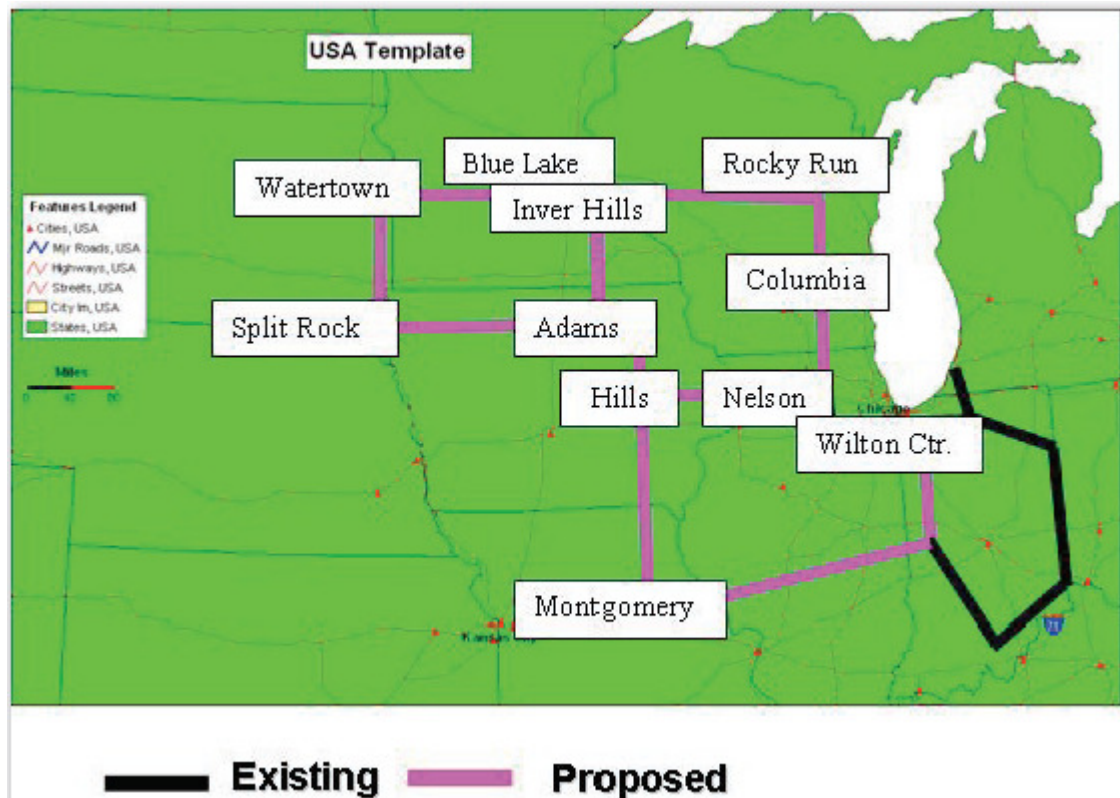 USA Template
Blue Lake
Rocky Run
Watertown
Inver Hills
Features Legend
Cities, USA
Mjr Roads, USA
Highways, USA
Streets, USA
City lm, USA
States, USA
Columbia
Split Rock
Adams
Miles
Hills
Nelson
Chicago
Wilton Ctr.
Montgomery
Kansas City
71
Existing
Proposed